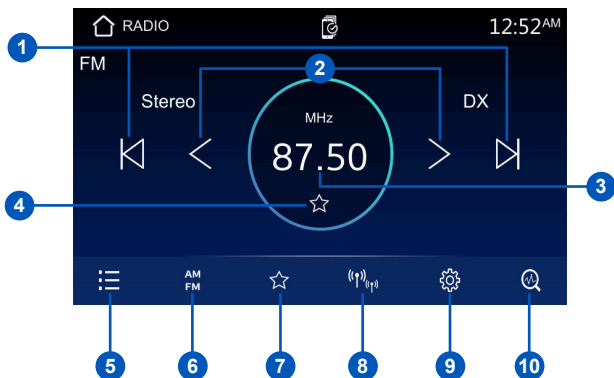 RADIO 12:52AM
1
FM
2
Stereo
DX
MHz
87.50
3
4
AM
FM
((ı)) ((ı))
5 6 7 8 9 10